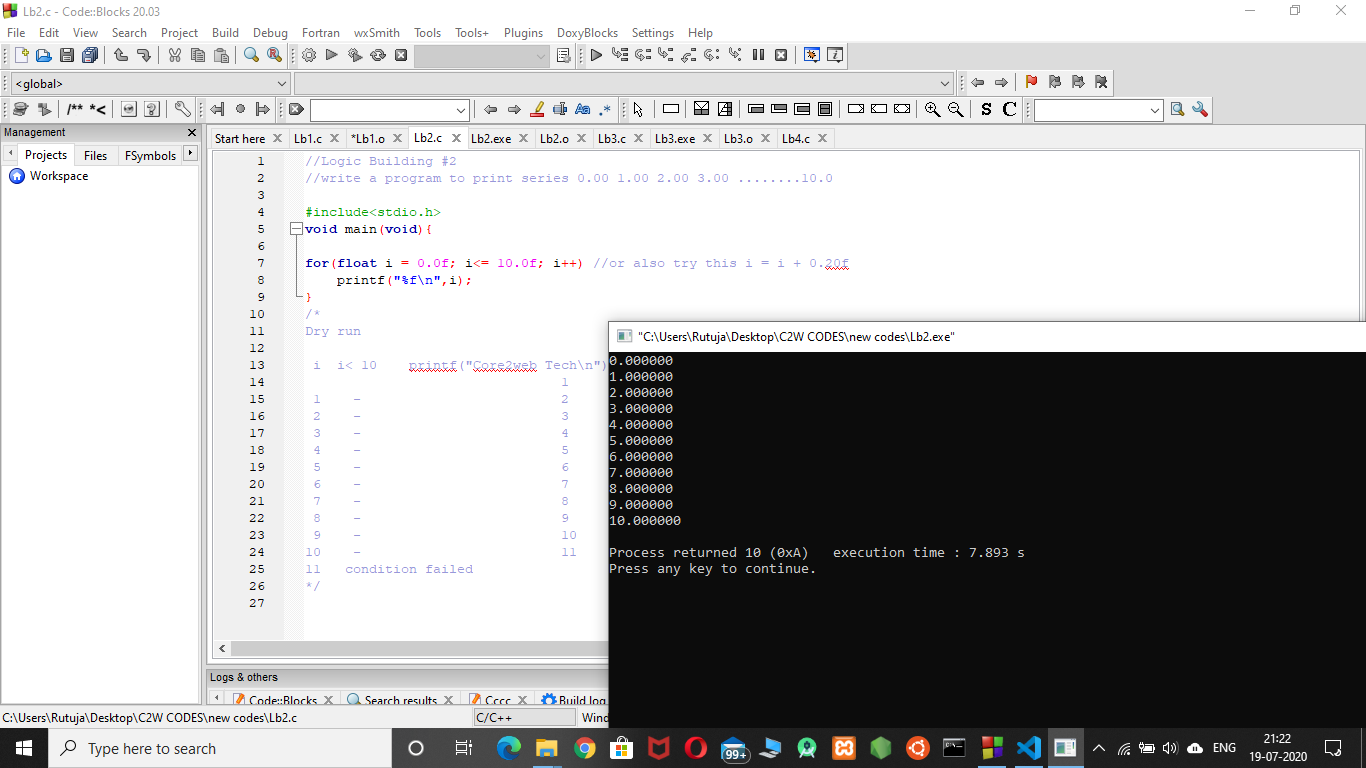 Lb2.c - Code::Blocks 20.03
File Edit View Search Project Build Debug Fortran wxSmith Tools Tools+ Plugins DoxyBlocks Settings Help
<global>
/** *<
Aa .*
S C
Management
Projects Files FSymbols
Workspace
Start here Lb1.c *Lb1.o Lb2.c Lb2.exe Lb2.o Lb3.c Lb3.exe Lb3.o Lb4.c
1 //Logic Building #2
2 //write a program to print series 0.00 1.00 2.00 3.00 ........10.0
3
4 #include<stdio.h>
5 void main(void){
6
7 for(float i = 0.0f; i<= 10.0f; i++) //or also try this i = i + 0.20f
8 printf("%f\n",i);
9 }
10 /*
11 Dry run
12
13 i i< 10 printf("Core2web Tech\n")
14 1
15 1 - 2
16 2 - 3
17 3 - 4
18 4 - 5
19 5 - 6
20 6 - 7
21 7 - 8
22 8 - 9
23 9 - 10
24 10 - 11
25 11 condition failed
26 */
27
"C:\Users\Rutuja\Desktop\C2W CODES\new codes\Lb2.exe"
0.000000
1.000000
2.000000
3.000000
4.000000
5.000000
6.000000
7.000000
8.000000
9.000000
10.000000
Process returned 10 (0xA) execution time : 7.893 s
Press any key to continue.
Logs & others
Code::Blocks Search results Cccc Build log
C:\Users\Rutuja\Desktop\C2W CODES\new codes\Lb2.c C/C++ Wind
Type here to search
99+
ENG
21:22
19-07-2020